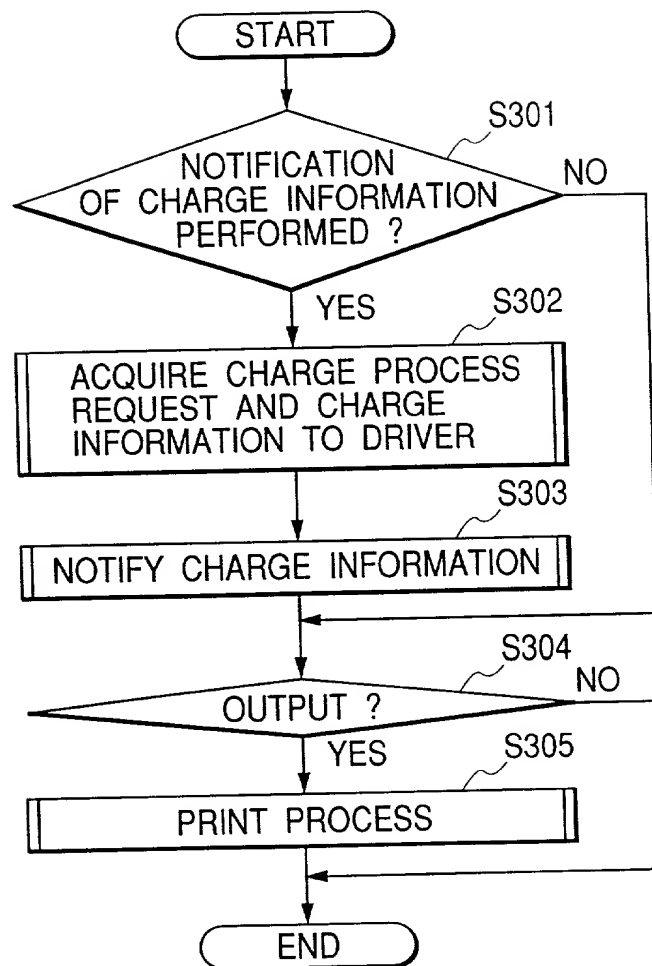 START
S301
NOTIFICATION
OF CHARGE INFORMATION
PERFORMED ?
NO
YES
S302
ACQUIRE CHARGE PROCESS
REQUEST AND CHARGE
INFORMATION TO DRIVER
S303
NOTIFY CHARGE INFORMATION
S304
OUTPUT ?
NO
YES
S305
PRINT PROCESS
END